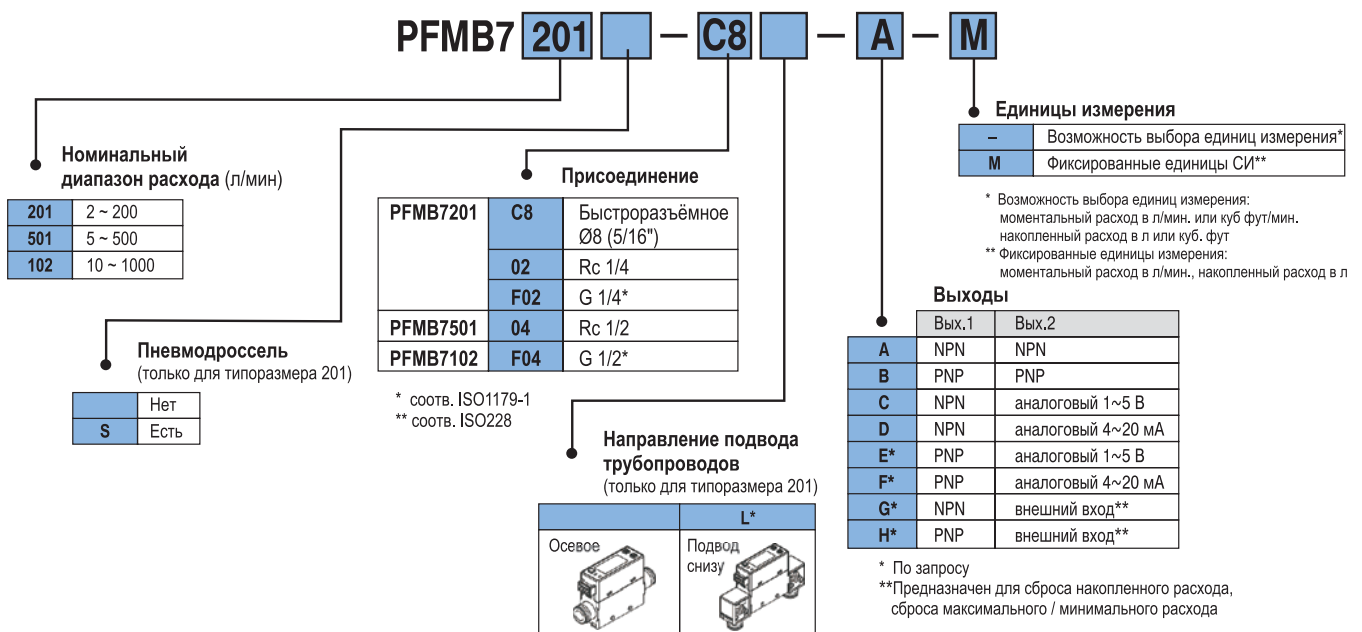 PFMB7 201 – C8 – A – M
Номинальный
диапазон расхода (л/мин)
201 2 ~ 200
501 5 ~ 500
102 10 ~ 1000
Пневмодроссель
(только для типоразмера 201)
Нет
S Есть
Присоединение
PFMB7201 C8 Быстроразъёмное
Ø8 (5/16")
02 Rc 1/4
F02 G 1/4*
PFMB7501 04 Rc 1/2
PFMB7102 F04 G 1/2*
* соотв. ISO1179-1
** соотв. ISO228
Направление подвода
трубопроводов
(только для типоразмера 201)
L*
Осевое Подвод
снизу
Единицы измерения
– Возможность выбора единиц измерения*
M Фиксированные единицы СИ**
* Возможность выбора единиц измерения:
моментальный расход в л/мин. или куб фут/мин.
накопленный расход в л или куб. фут
** Фиксированные единицы измерения:
моментальный расход в л/мин., накопленный расход в л
Выходы
Вых.1 Вых.2
A NPN NPN
B PNP PNP
C NPN аналоговый 1~5 В
D NPN аналоговый 4~20 мА
E* PNP аналоговый 1~5 В
F* PNP аналоговый 4~20 мА
G* NPN внешний вход**
H* PNP внешний вход**
* По запросу
**Предназначен для сброса накопленного расхода,
сброса максимального / минимального расхода